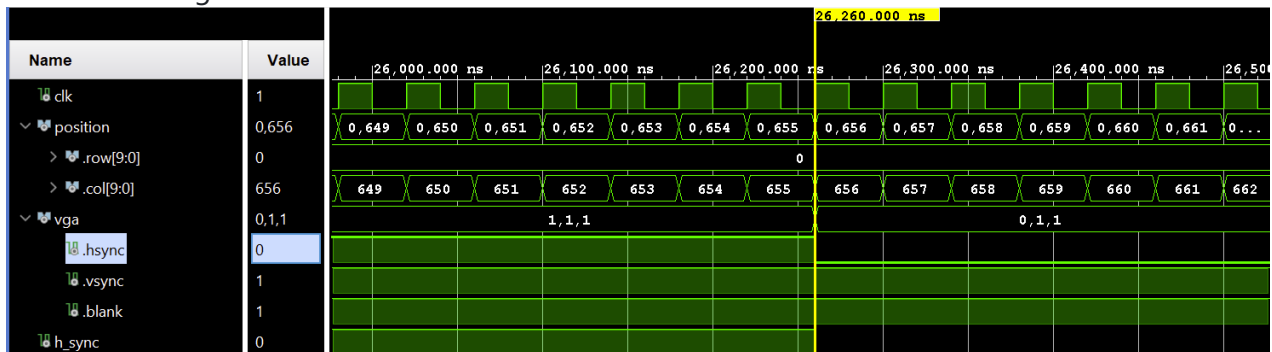 26,260.000 ns
Name Value
26,000.000 ns 26,100.000 ns 26,200.000 ns 26,300.000 ns 26,400.000 ns 26,50
clk 1
position 0,656 0,649 0,650 0,651 0,652 0,653 0,654 0,655 0,656 0,657 0,658 0,659 0,660 0,661 0...
.row[9:0] 0 0
.col[9:0] 656 649 650 651 652 653 654 655 656 657 658 659 660 661 662
vga 0,1,1 1,1,1 0,1,1
.hsync 0
.vsync 1
.blank 1
h_sync 0